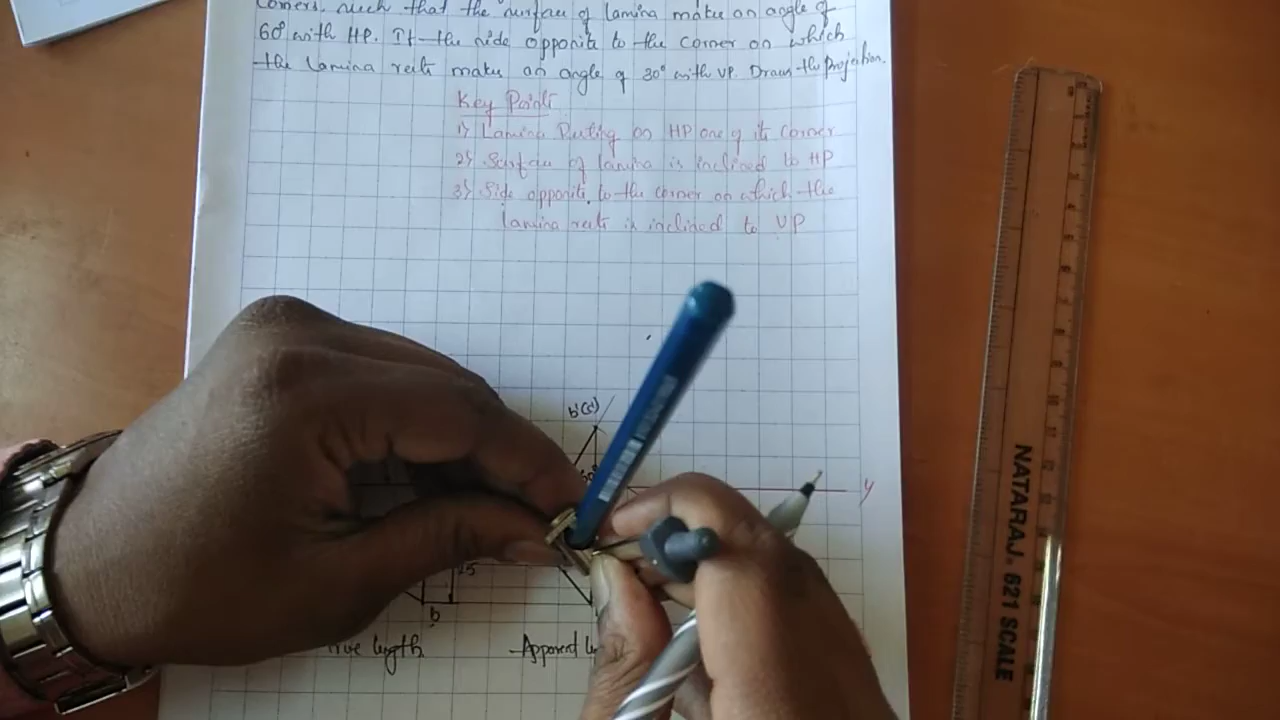 corners, such that the surface of lamina makes an angle of
60° with HP. If the side opposite to the corner on which
the lamina rests makes an angle of 30° with VP. Draw the projection.
Key Points
1) Lamina Resting on HP one of its corner
2) Surface of lamina is inclined to HP
3) Side opposite to the corner on which the
lamina rests is inclined to VP
b'(c')
y
25
b
True length
Apparent
NATARAJ 621 SCALE